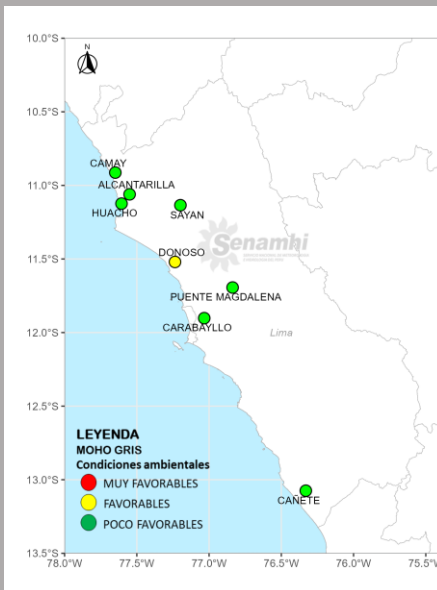 10.0°S
N
10.5°S
CAMAY
11.0°S
ALCANTARILLA
HUACHO
SAYAN
Senamhi
11.5°S
DONOSO
PUENTE MAGDALENA
12.0°S
CARABAYLLO
Lima
12.5°S
LEYENDA
MOHO GRIS
Condiciones ambientales
13.0°S
MUY FAVORABLES
FAVORABLES
CAÑETE
POCO FAVORABLES
13.5°S
78.0°W 77.5°W 77.0°W 76.5°W 76.0°W 75.5°W